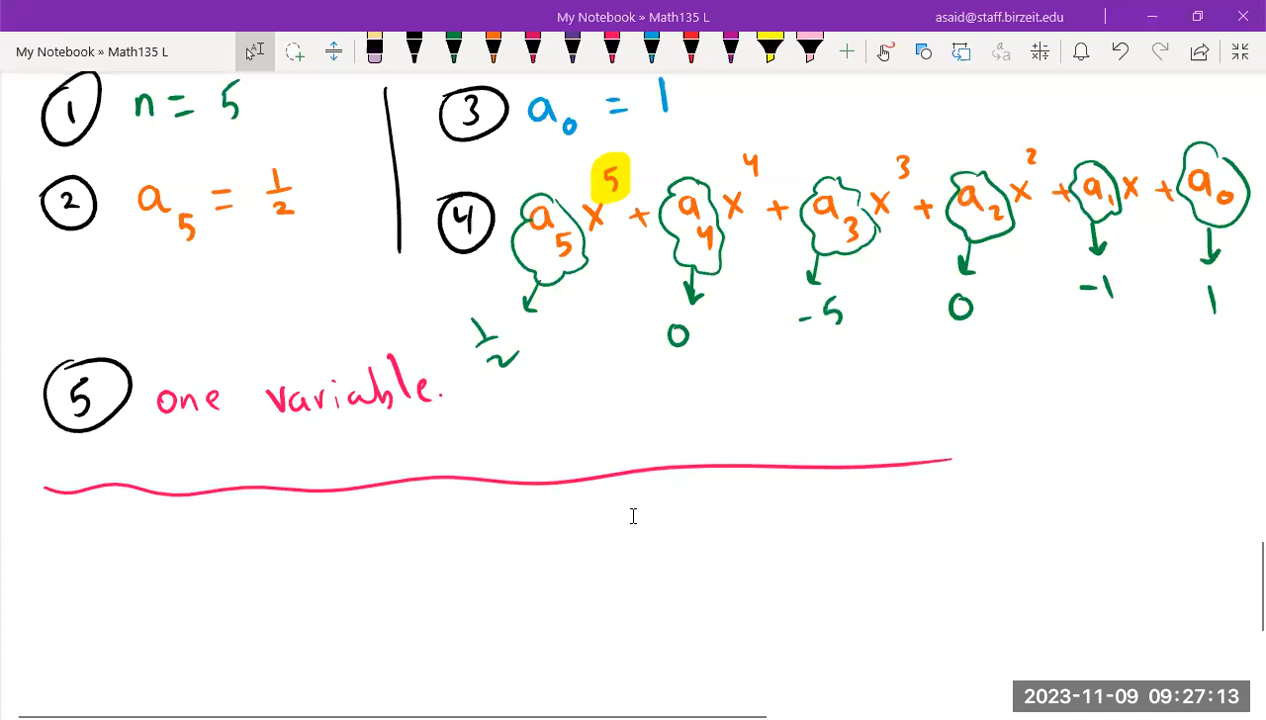 My Notebook » Math135 L
asaid@staff.birzeit.edu
My Notebook » Math135 L
① n = 5
② a₅ = 1/2
③ a₀ = 1
④ a₅x⁵ + a₄x⁴ + a₃x³ + a₂x² + a₁x + a₀
1/2 0 -5 0 -1 1
⑤ one variable.
2023-11-09 09:27:13